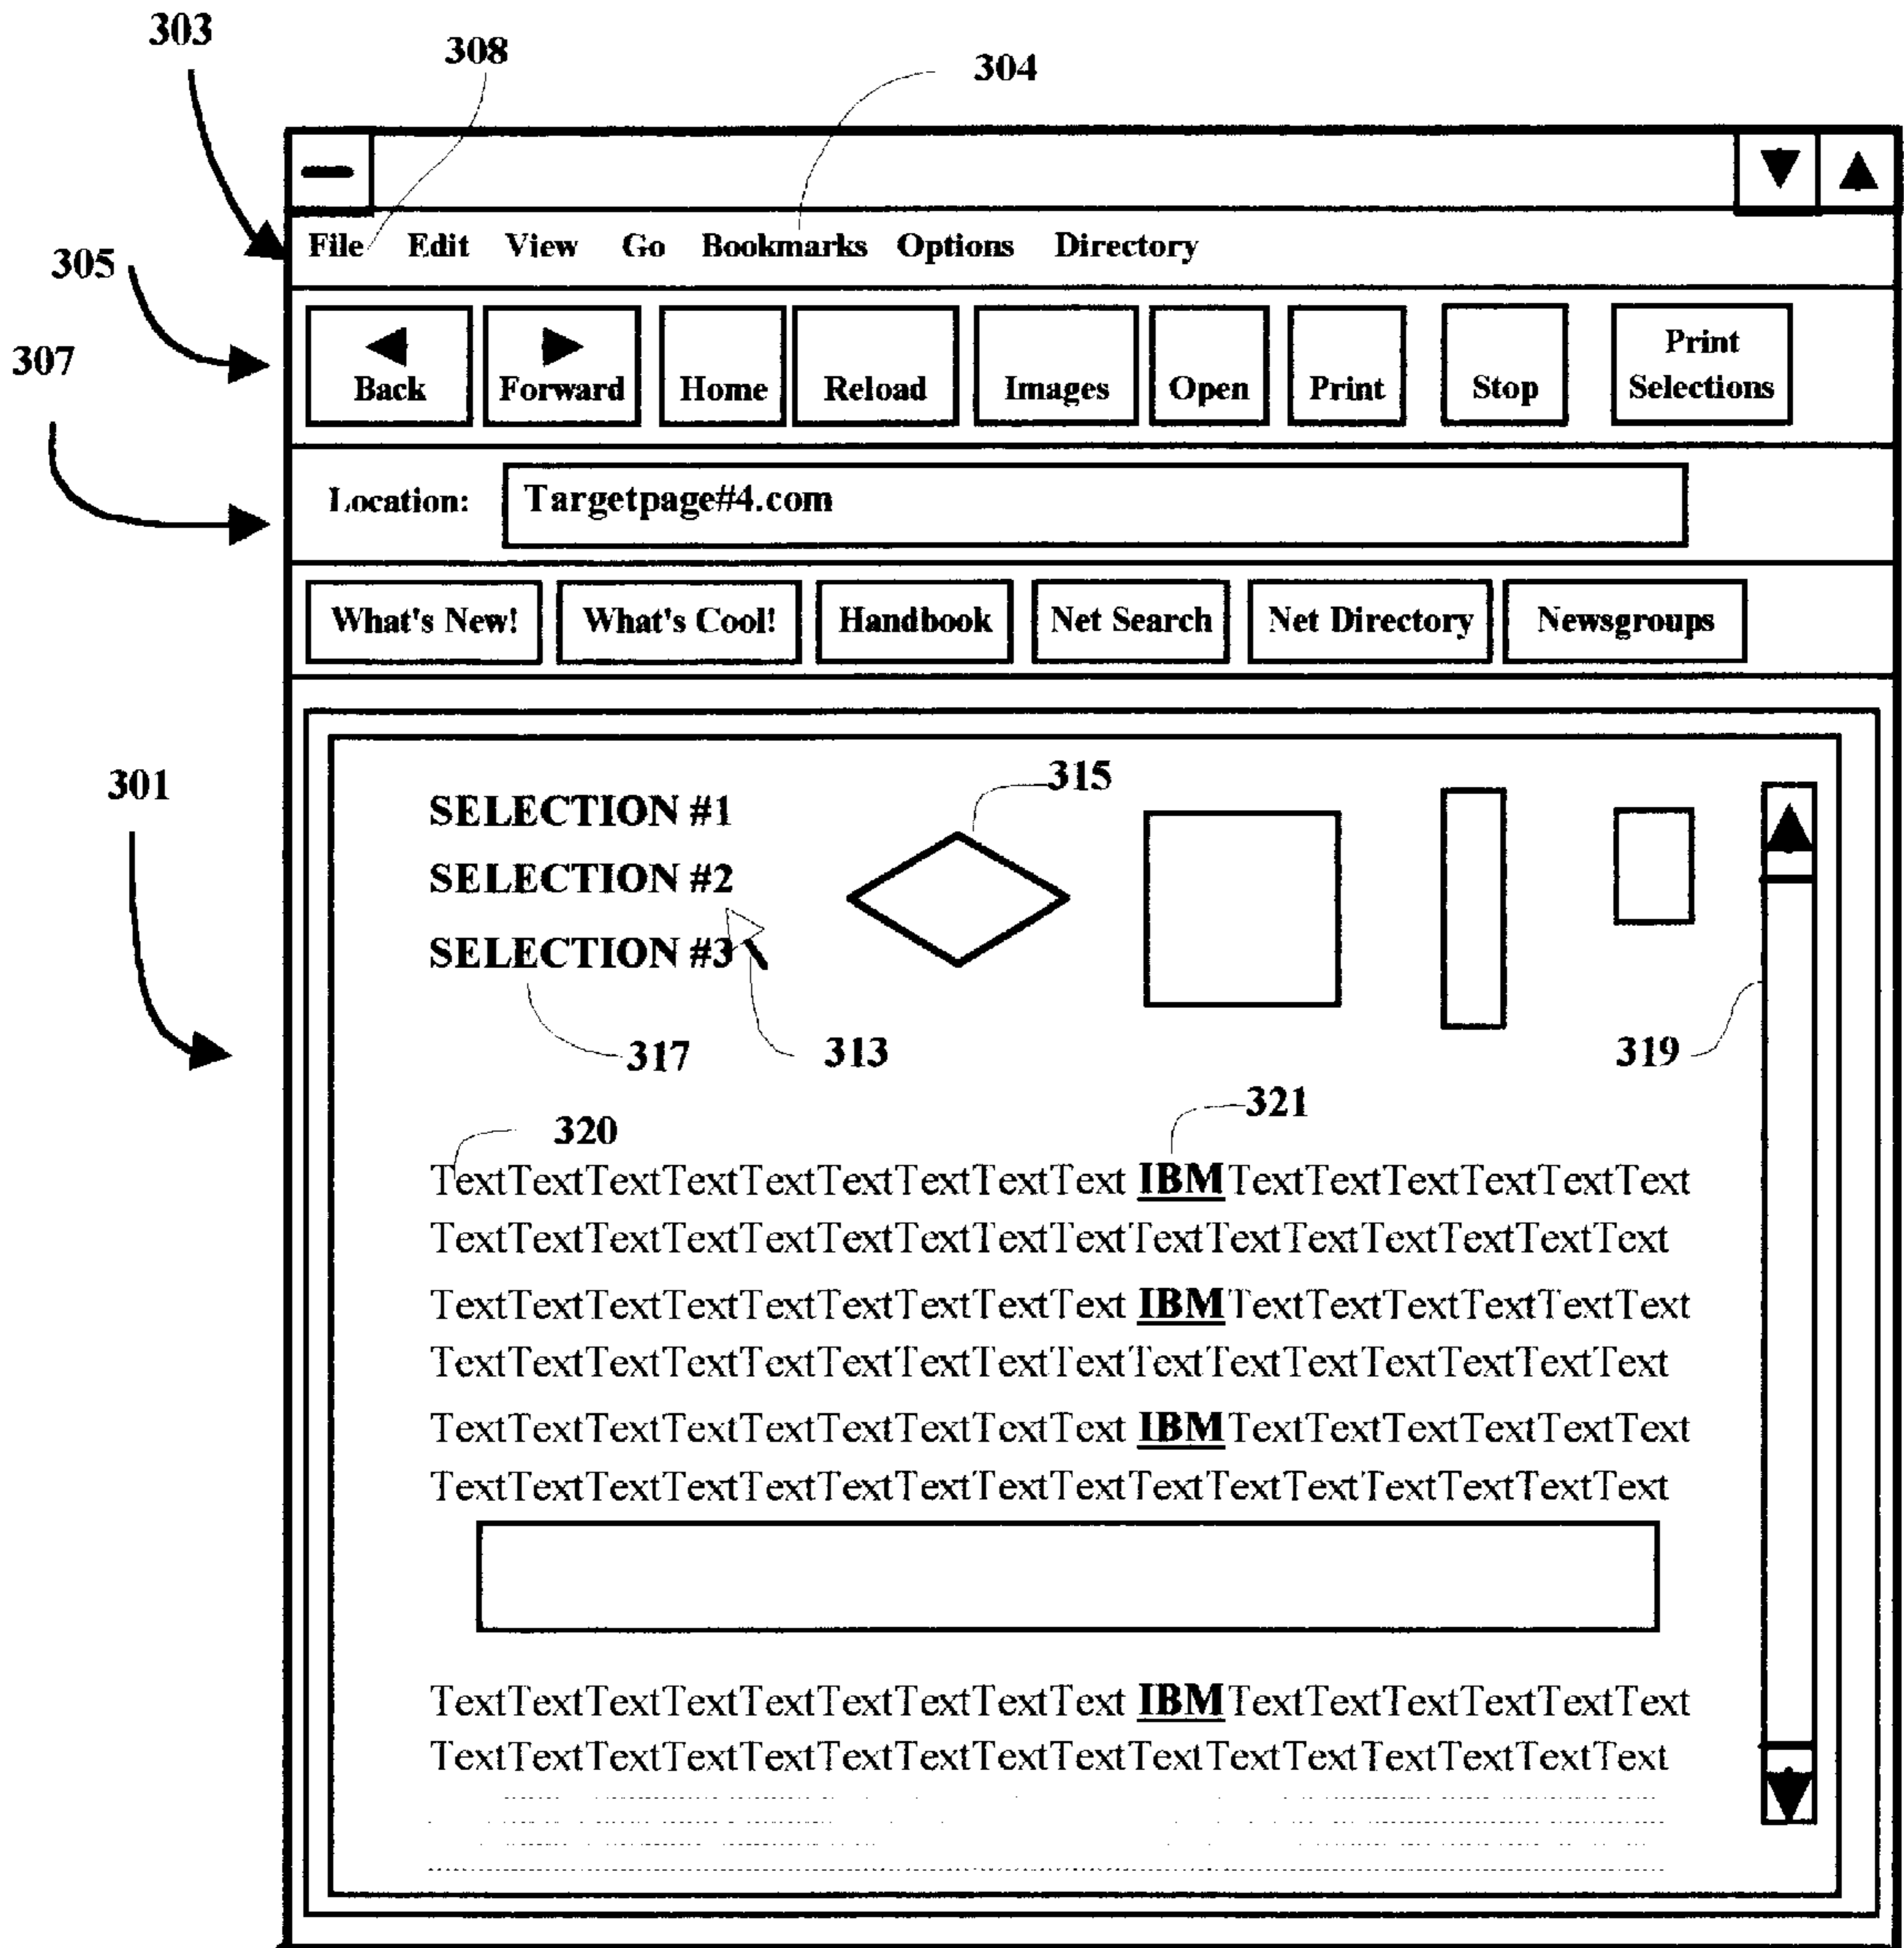 303
308
304
File Edit View Go Bookmarks Options Directory
305
307
Back Forward Home Reload Images Open Print Stop Print Selections
Location: Targetpage#4.com
What's New! What's Cool! Handbook Net Search Net Directory Newsgroups
301
315
SELECTION #1
SELECTION #2
SELECTION #3
317
313
319
320
321
TextTextTextTextTextTextTextTextText IBM TextTextTextTextTextText
TextTextTextTextTextTextTextTextTextTextTextTextTextTextTextText
TextTextTextTextTextTextTextTextText IBM TextTextTextTextTextText
TextTextTextTextTextTextTextTextTextTextTextTextTextTextTextText
TextTextTextTextTextTextTextTextText IBM TextTextTextTextTextText
TextTextTextTextTextTextTextTextTextTextTextTextTextTextTextText
TextTextTextTextTextTextTextTextText IBM TextTextTextTextTextText
TextTextTextTextTextTextTextTextTextTextTextTextTextTextTextText